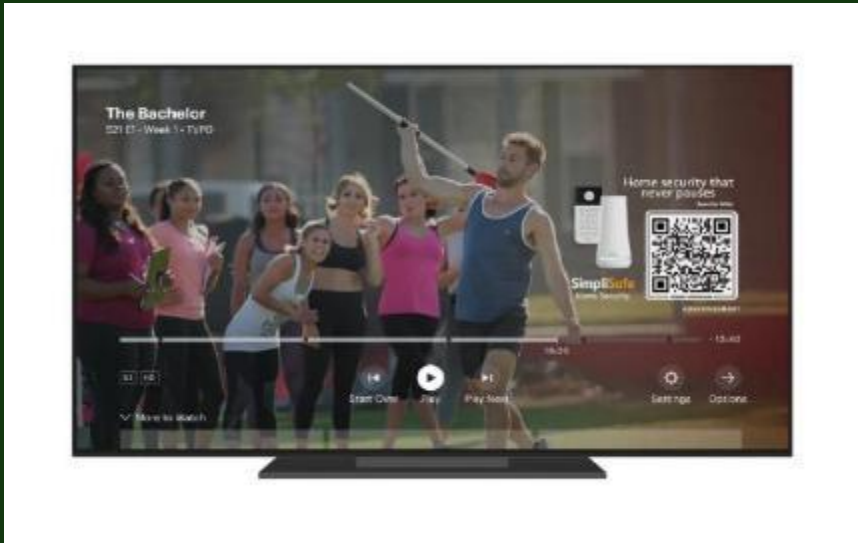 The Bachelor
S21 E1 • Week 1 • TVPG
Home security that
never pauses
SimpliSafe
Home Security
Start Over
Play
Play Next
Settings
Options
More to Watch
HD